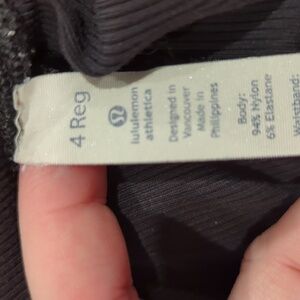 4 Reg
lululemon
athletica
Designed in
Vancouver
Made in
Philippines
Body:
94% Nylon
6% Elastane
Waistband: